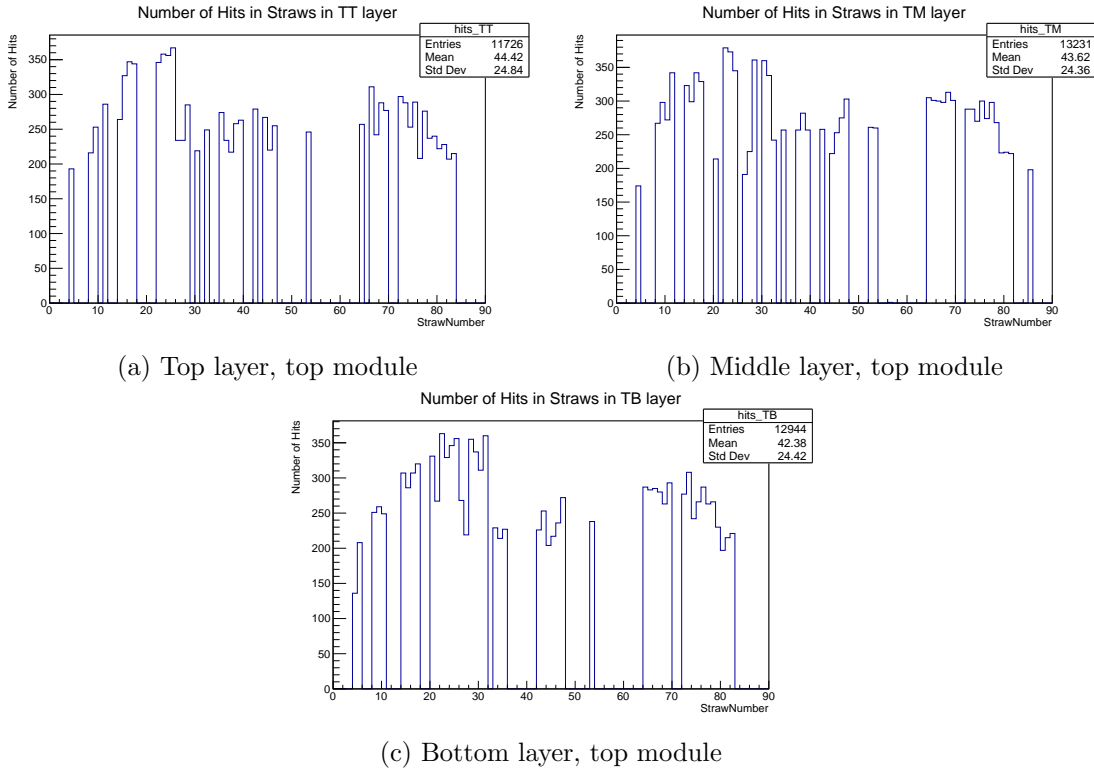 Number of Hits in Straws in TT layer
hits_TT
Entries 11726
Mean 44.42
Std Dev 24.84
Number of Hits
350
300
250
200
150
100
50
0
0 10 20 30 40 50 60 70 80 90
StrawNumber
(a) Top layer, top module
Number of Hits in Straws in TM layer
hits_TM
Entries 13231
Mean 43.62
Std Dev 24.36
Number of Hits
350
300
250
200
150
100
50
0
0 10 20 30 40 50 60 70 80 90
StrawNumber
(b) Middle layer, top module
Number of Hits in Straws in TB layer
hits_TB
Entries 12944
Mean 42.38
Std Dev 24.42
Number of Hits
350
300
250
200
150
100
50
0
0 10 20 30 40 50 60 70 80 90
StrawNumber
(c) Bottom layer, top module